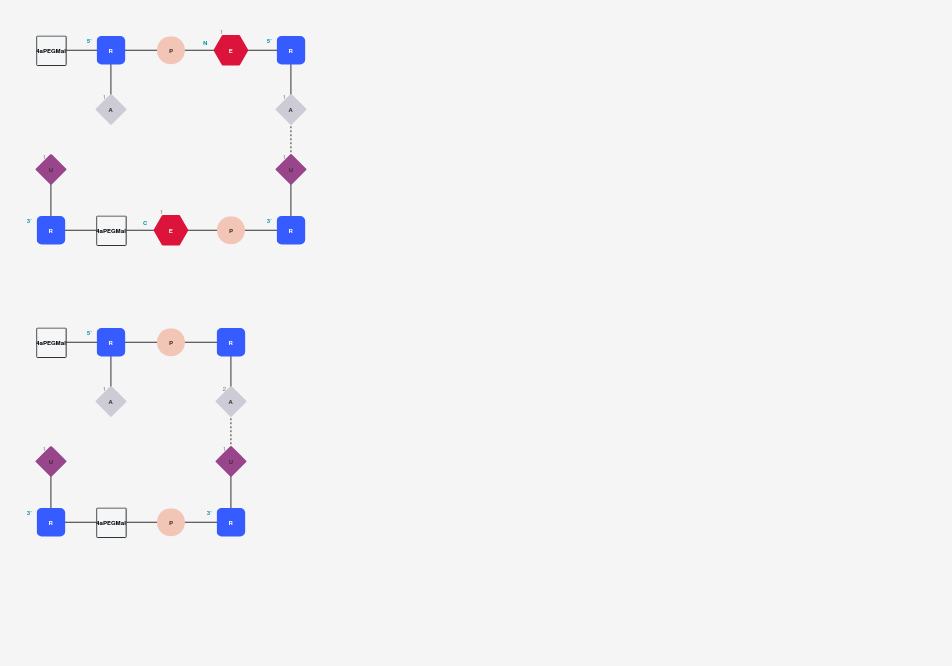 5' N 1 5'
4aPEGMal R P E R
1 A 1 A
1 U 1 U
3' C 1 3'
R 4aPEGMal E P R
5'
4aPEGMal R P R
1 A 2 A
1 U 1 U
3' 3'
R 4aPEGMal P R